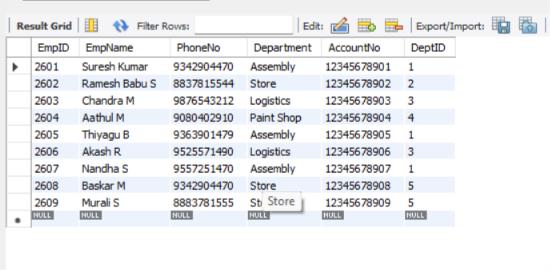 Result Grid Filter Rows: Edit: Export/Import:
EmpID EmpName PhoneNo Department AccountNo DeptID
2601 Suresh Kumar 9342904470 Assembly 12345678901 1
2602 Ramesh Babu S 8837815544 Store 12345678902 2
2603 Chandra M 9876543212 Logistics 12345678903 3
2604 Aathul M 9080402910 Paint Shop 12345678904 4
2605 Thiyagu B 9363901479 Assembly 12345678905 1
2606 Akash R 9525571490 Logistics 12345678906 3
2607 Nandha S 9557251470 Assembly 12345678907 1
2608 Baskar M 9342904470 Store 12345678908 5
2609 Murali S 8883781555 St Store 12345678909 5
NULL NULL NULL NULL NULL NULL